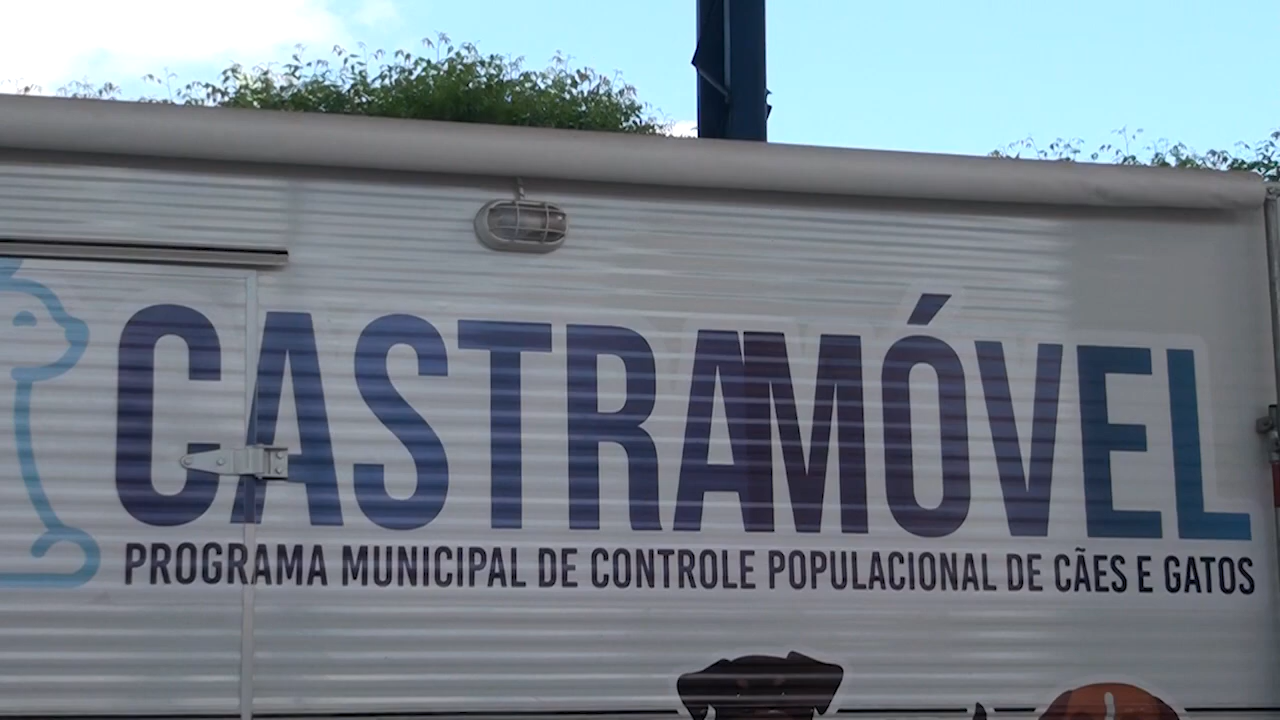 CASTRAMÓVEL
PROGRAMA MUNICIPAL DE CONTROLE POPULACIONAL DE CÃES E GATOS